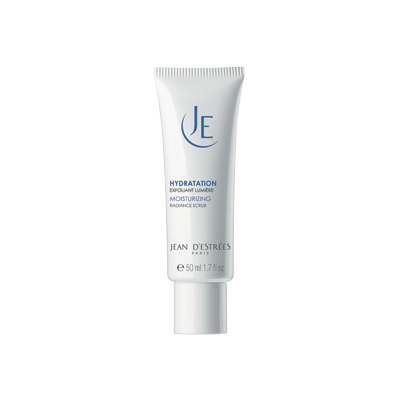 JE
HYDRATATION
EXFOLIANT LUMIÈRE
MOISTURIZING
RADIANCE SCRUB
JEAN D'ESTRÉES
PARIS
℮ 50 ml 1.7 fl oz